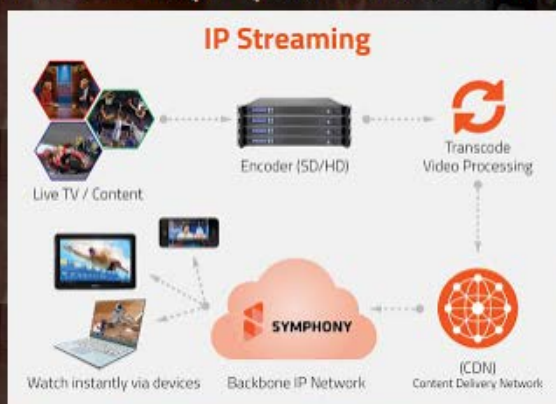 IP Streaming
Live TV / Content
Encoder (SD/HD)
Transcode
Video Processing
SYMPHONY
Watch instantly via devices
Backbone IP Network
(CDN)
Content Delivery Network